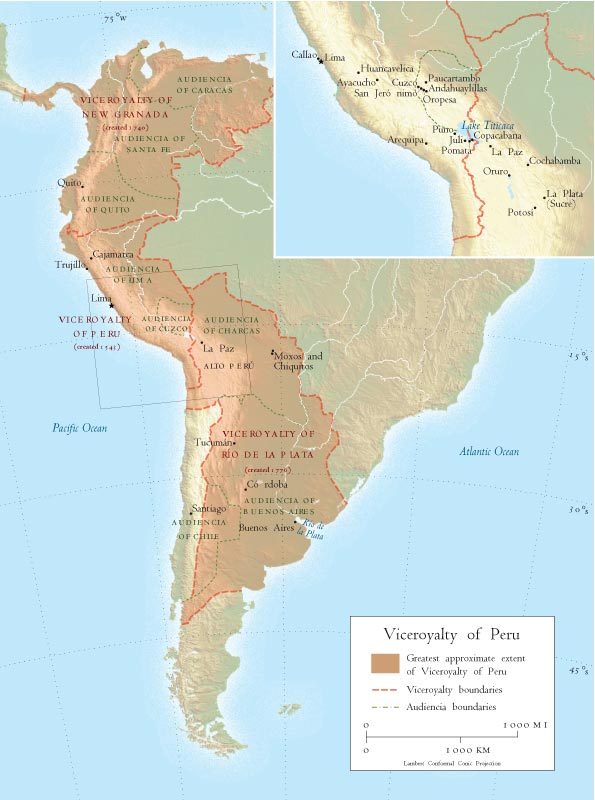 75°W
AUDIENCIA
OF CARACAS
VICEROYALTY OF
NEW GRANADA
(created 1740)
AUDIENCIA OF
SANTA FE
Quito
AUDIENCIA
OF QUITO
Cajamarca
Trujillo
AUDIENCIA
OF LIMA
Lima
VICEROYALTY
OF PERU
(created 1543)
AUDIENCIA
OF CUZCO
AUDIENCIA
OF CHARCAS
La Paz
ALTO PERÚ
Moxos and
Chiquitos
15°S
Pacific Ocean
Tucumán
VICEROYALTY OF
RÍO DE LA PLATA
(created 1770)
Atlantic Ocean
Có rdoba
Santiago
AUDIENCIA OF
BUENOS AIRES
AUDIENCIA
OF CHILE
Buenos Aires
Río de
la Plata
30°S
45°S
Callao
Lima
Huancavelica
Ayacucho
Cuzco
Paucartambo
San Jeró nimo
Andahuaylillas
Oropesa
Lake Titicaca
Puno
Copacabaña
Arequipa
Juli
Pomata
La Paz
Cochabamba
Oruro
La Plata
(Sucre)
Potosí
Viceroyalty of Peru
Greatest approximate extent
of Viceroyalty of Peru
Viceroyalty boundaries
Audiencia boundaries
0
1000 MI
0
1000 KM
Lambert Conformal Conic Projection